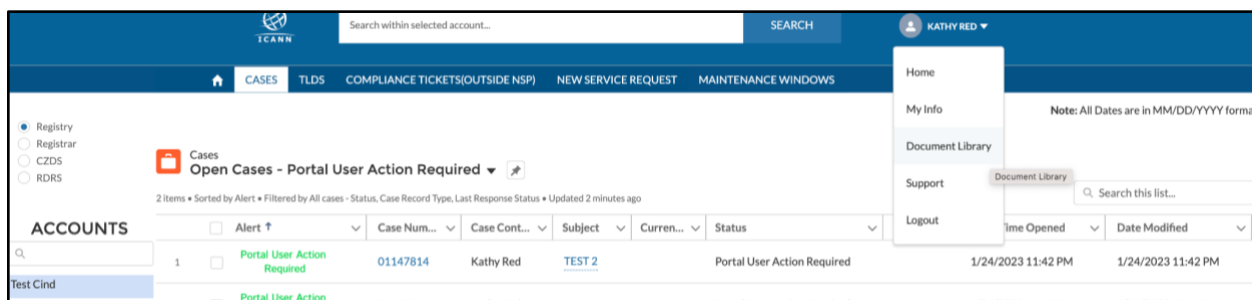 ICANN
Search within selected account...
SEARCH
KATHY RED
CASES
TLDS
COMPLIANCE TICKETS(OUTSIDE NSP)
NEW SERVICE REQUEST
MAINTENANCE WINDOWS
Home
My Info
Document Library
Support
Logout
Document Library
Note: All Dates are in MM/DD/YYYY forma
Registry
Registrar
CZDS
RDRS
Cases
Open Cases - Portal User Action Required
2 items • Sorted by Alert • Filtered by All cases - Status, Case Record Type, Last Response Status • Updated 2 minutes ago
Search this list...
ACCOUNTS
Test Cind
Alert ↑ Case Num... Case Cont... Subject Curren... Status ime Opened Date Modified
1 Portal User Action Required 01147814 Kathy Red TEST 2 Portal User Action Required 1/24/2023 11:42 PM 1/24/2023 11:42 PM
Portal User Action